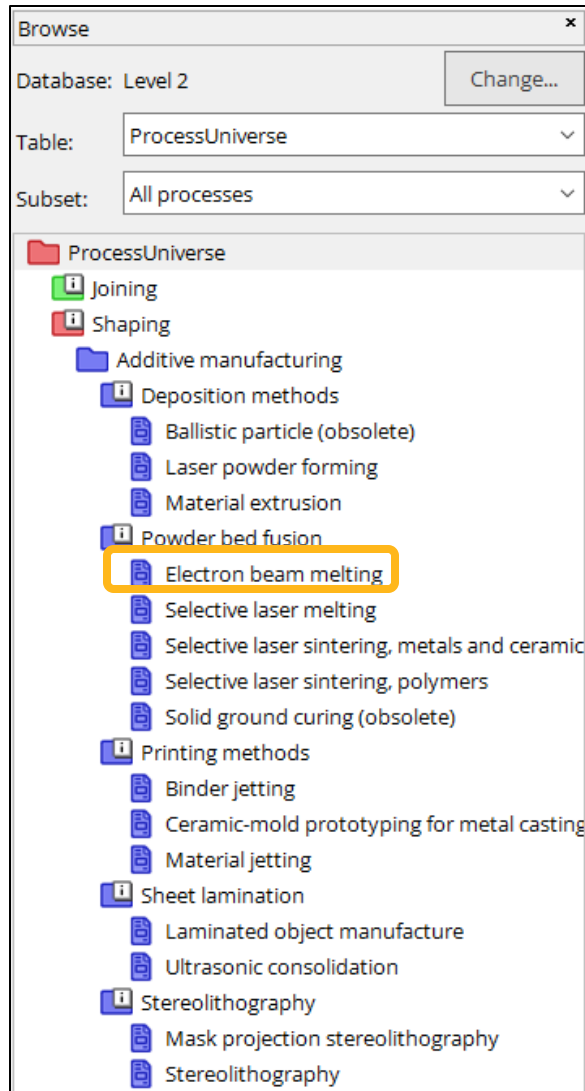 Browse x
Database: Level 2 Change...
Table: ProcessUniverse
Subset: All processes
ProcessUniverse
i Joining
i Shaping
Additive manufacturing
i Deposition methods
Ballistic particle (obsolete)
Laser powder forming
Material extrusion
i Powder bed fusion
Electron beam melting
Selective laser melting
Selective laser sintering, metals and ceramic
Selective laser sintering, polymers
Solid ground curing (obsolete)
i Printing methods
Binder jetting
Ceramic-mold prototyping for metal casting
Material jetting
i Sheet lamination
Laminated object manufacture
Ultrasonic consolidation
i Stereolithography
Mask projection stereolithography
Stereolithography